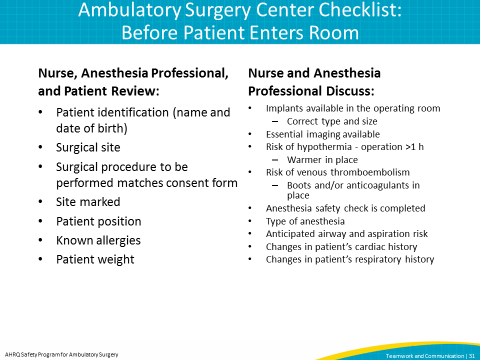 Ambulatory Surgery Center Checklist:
Before Patient Enters Room
Nurse, Anesthesia Professional,
and Patient Review:
• Patient identification (name and
date of birth)
• Surgical site
• Surgical procedure to be
performed matches consent form
• Site marked
• Patient position
• Known allergies
• Patient weight
Nurse and Anesthesia
Professional Discuss:
• Implants available in the operating room
– Correct type and size
• Essential imaging available
• Risk of hypothermia - operation >1 h
– Warmer in place
• Risk of venous thromboembolism
– Boots and/or anticoagulants in
place
• Anesthesia safety check is completed
• Type of anesthesia
• Anticipated airway and aspiration risk
• Changes in patient's cardiac history
• Changes in patient's respiratory history
AHRQ Safety Program for Ambulatory Surgery
Teamwork and Communication | 31